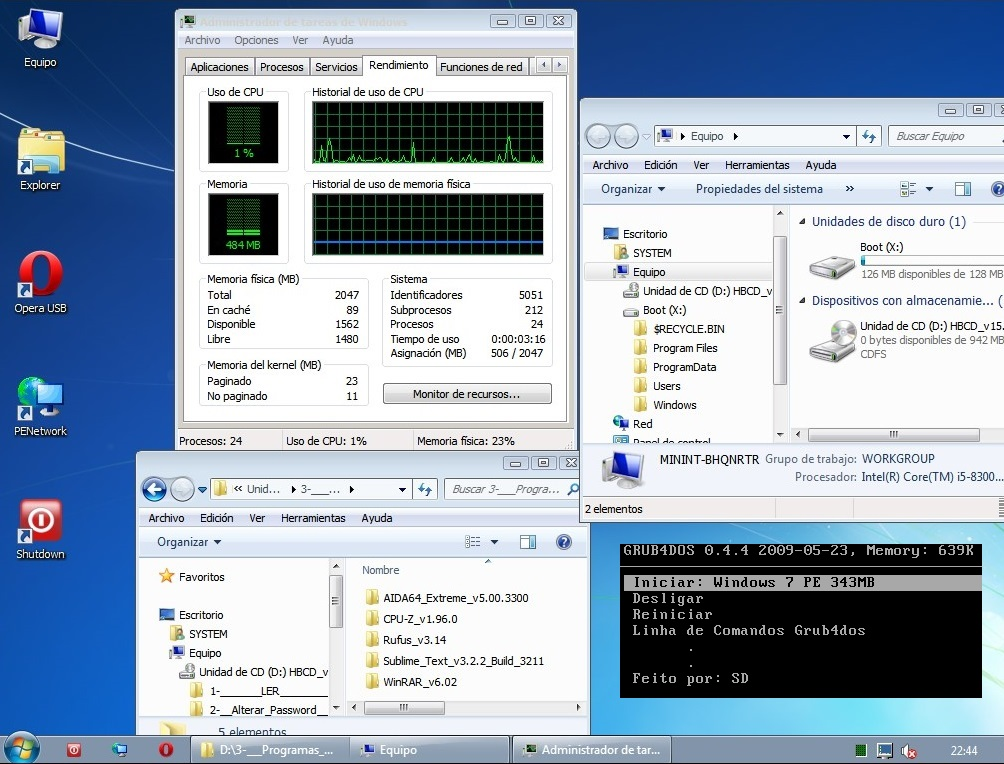 Equipo
Explorer
Opera USB
PENetwork
Shutdown
Administrador de tareas de Windows
Archivo Opciones Ver Ayuda
Aplicaciones Procesos Servicios Rendimiento Funciones de red
Uso de CPU Historial de uso de CPU
1 %
Memoria Historial de uso de memoria física
484 MB
Memoria física (MB)
Total 2047
En caché 89
Disponible 1562
Libre 1480
Sistema
Identificadores 5051
Subprocesos 212
Procesos 24
Tiempo de uso 0:00:03:16
Asignación (MB) 506 / 2047
Memoria del kernel (MB)
Paginado 23
No paginado 11
Monitor de recursos...
Procesos: 24 Uso de CPU: 1% Memoria física: 23%
Equipo Buscar Equipo
Archivo Edición Ver Herramientas Ayuda
Organizar Propiedades del sistema »
Escritorio
SYSTEM
Equipo
Unidad de CD (D:) HBCD_v
Boot (X:)
$RECYCLE.BIN
Program Files
ProgramData
Users
Windows
Red
Panel de control
Unidades de disco duro (1)
Boot (X:)
126 MB disponibles de 128 MB
Dispositivos con almacenamie... (
Unidad de CD (D:) HBCD_v15.
0 bytes disponibles de 942 MB
CDFS
MININT-BHQNRTR Grupo de trabajo: WORKGROUP
Procesador: Intel(R) Core(TM) i5-8300...
2 elementos
« Unid... 3-___... Buscar 3-___Progra...
Archivo Edición Ver Herramientas Ayuda
Organizar
Favoritos
Escritorio
SYSTEM
Equipo
Unidad de CD (D:) HBCD_v
1-_______LER________
2-__Alterar_Password__
Nombre
AIDA64_Extreme_v5.00.3300
CPU-Z_v1.96.0
Rufus_v3.14
Sublime_Text_v3.2.2_Build_3211
WinRAR_v6.02
5 elementos
GRUB4DOS 0.4.4 2009-05-23, Memory: 639K
Iniciar: Windows 7 PE 343MB
Desligar
Reiniciar
Linha de Comandos Grub4dos
.
.
Feito por: SD
D:\3-___Programas_... Equipo Administrador de tar... 22:44